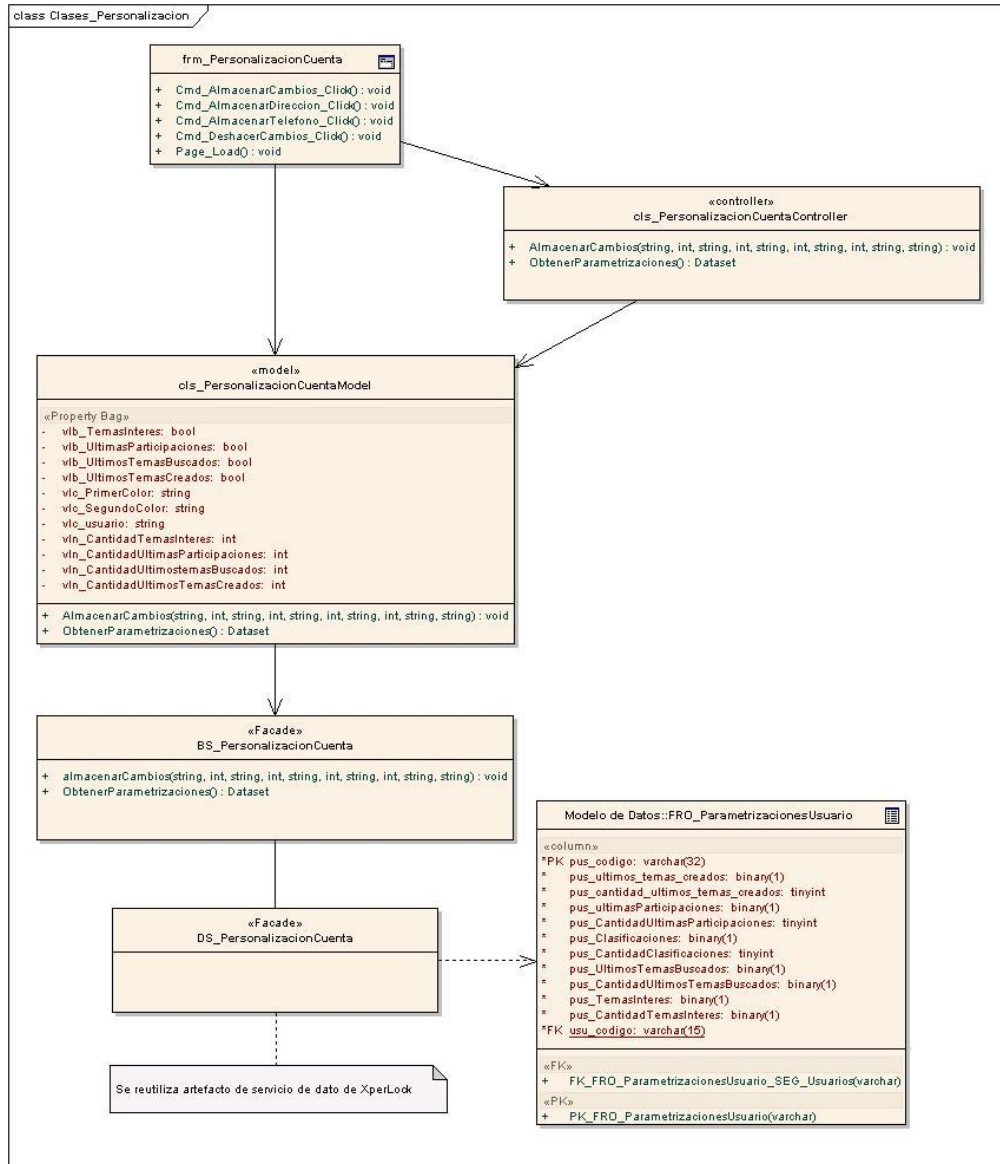 class Clases_Personalizacion
frm_PersonalizacionCuenta
+ Cmd_AlmacenarCambios_Click() : void
+ Cmd_AlmacenarDireccion_Click() : void
+ Cmd_AlmacenarTelefono_Click() : void
+ Cmd_DeshacerCambios_Click() : void
+ Page_Load() : void
«controller»
cls_PersonalizacionCuentaController
+ AlmacenarCambios(string, int, string, int, string, int, string, int, string, string) : void
+ ObtenerParametrizaciones() : Dataset
«model»
cls_PersonalizacionCuentaModel
«Property Bag»
- vlb_TemasInteres: bool
- vlb_UltimasParticipaciones: bool
- vlb_UltimosTemasBuscados: bool
- vlb_UltimosTemasCreados: bool
- vlc_PrimerColor: string
- vlc_SegundoColor: string
- vlc_usuario: string
- vln_CantidadTemasInteres: int
- vln_CantidadUltimasParticipaciones: int
- vln_CantidadUltimostemasBuscados: int
- vln_CantidadUltimosTemasCreados: int
+ AlmacenarCambios(string, int, string, int, string, int, string, int, string, string) : void
+ ObtenerParametrizaciones() : Dataset
«Facade»
BS_PersonalizacionCuenta
+ almacenarCambios(string, int, string, int, string, int, string, int, string, string) : void
+ ObtenerParametrizaciones() : Dataset
«Facade»
DS_PersonalizacionCuenta
Se reutiliza artefacto de servicio de dato de XperLock
Modelo de Datos::FRO_ParametrizacionesUsuario
«column»
*PK pus_codigo: varchar(32)
* pus_ultimos_temas_creados: binary(1)
* pus_cantidad_ultimos_temas_creados: tinyint
* pus_ultimasParticipaciones: binary(1)
* pus_CantidadUltimasParticipaciones: tinyint
* pus_Clasificaciones: binary(1)
* pus_CantidadClasificaciones: tinyint
* pus_UltimosTemasBuscados: binary(1)
* pus_CantidadUltimosTemasBuscados: binary(1)
* pus_TemasInteres: binary(1)
* pus_CantidadTemasInteres: binary(1)
*FK usu_codigo: varchar(15)
«FK»
+ FK_FRO_ParametrizacionesUsuario_SEG_Usuarios(varchar)
«PK»
+ PK_FRO_ParametrizacionesUsuario(varchar)